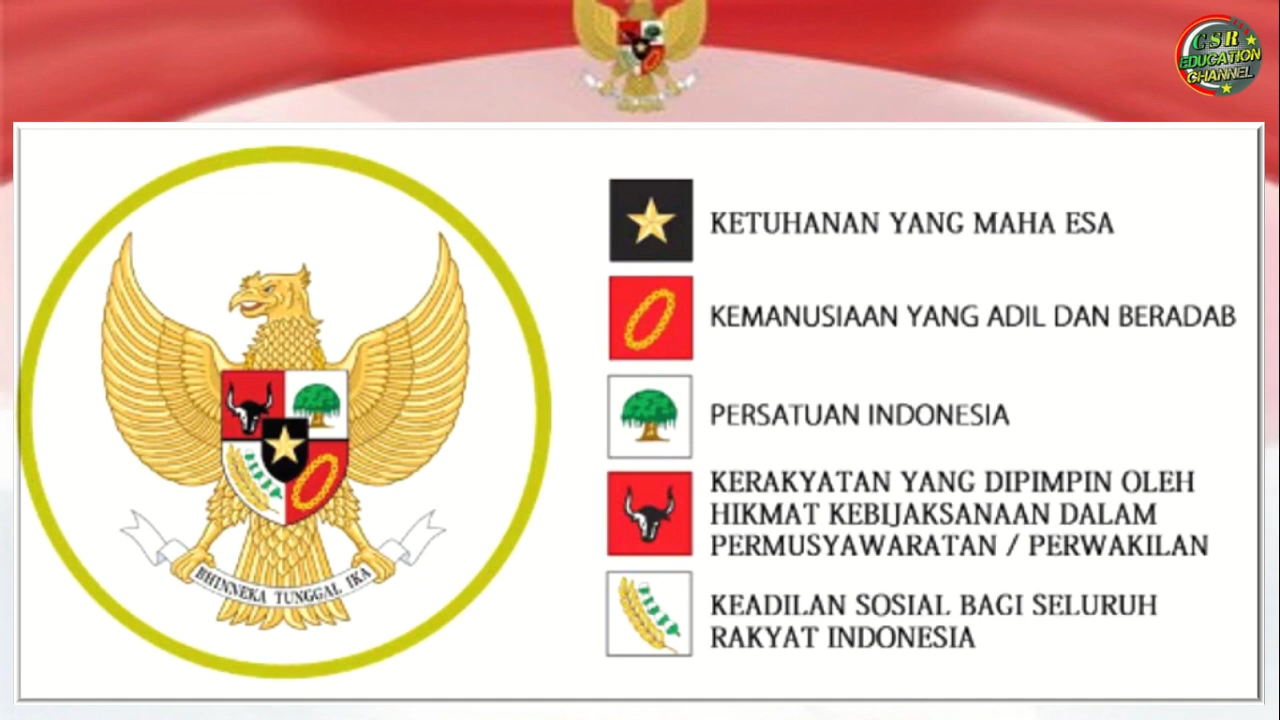 GSR
EDUCATION
CHANNEL
KETUHANAN YANG MAHA ESA
KEMANUSIAAN YANG ADIL DAN BERADAB
PERSATUAN INDONESIA
KERAKYATAN YANG DIPIMPIN OLEH
HIKMAT KEBIJAKSANAAN DALAM
PERMUSYAWARATAN / PERWAKILAN
KEADILAN SOSIAL BAGI SELURUH
RAKYAT INDONESIA
BHINNEKA TUNGGAL IKA